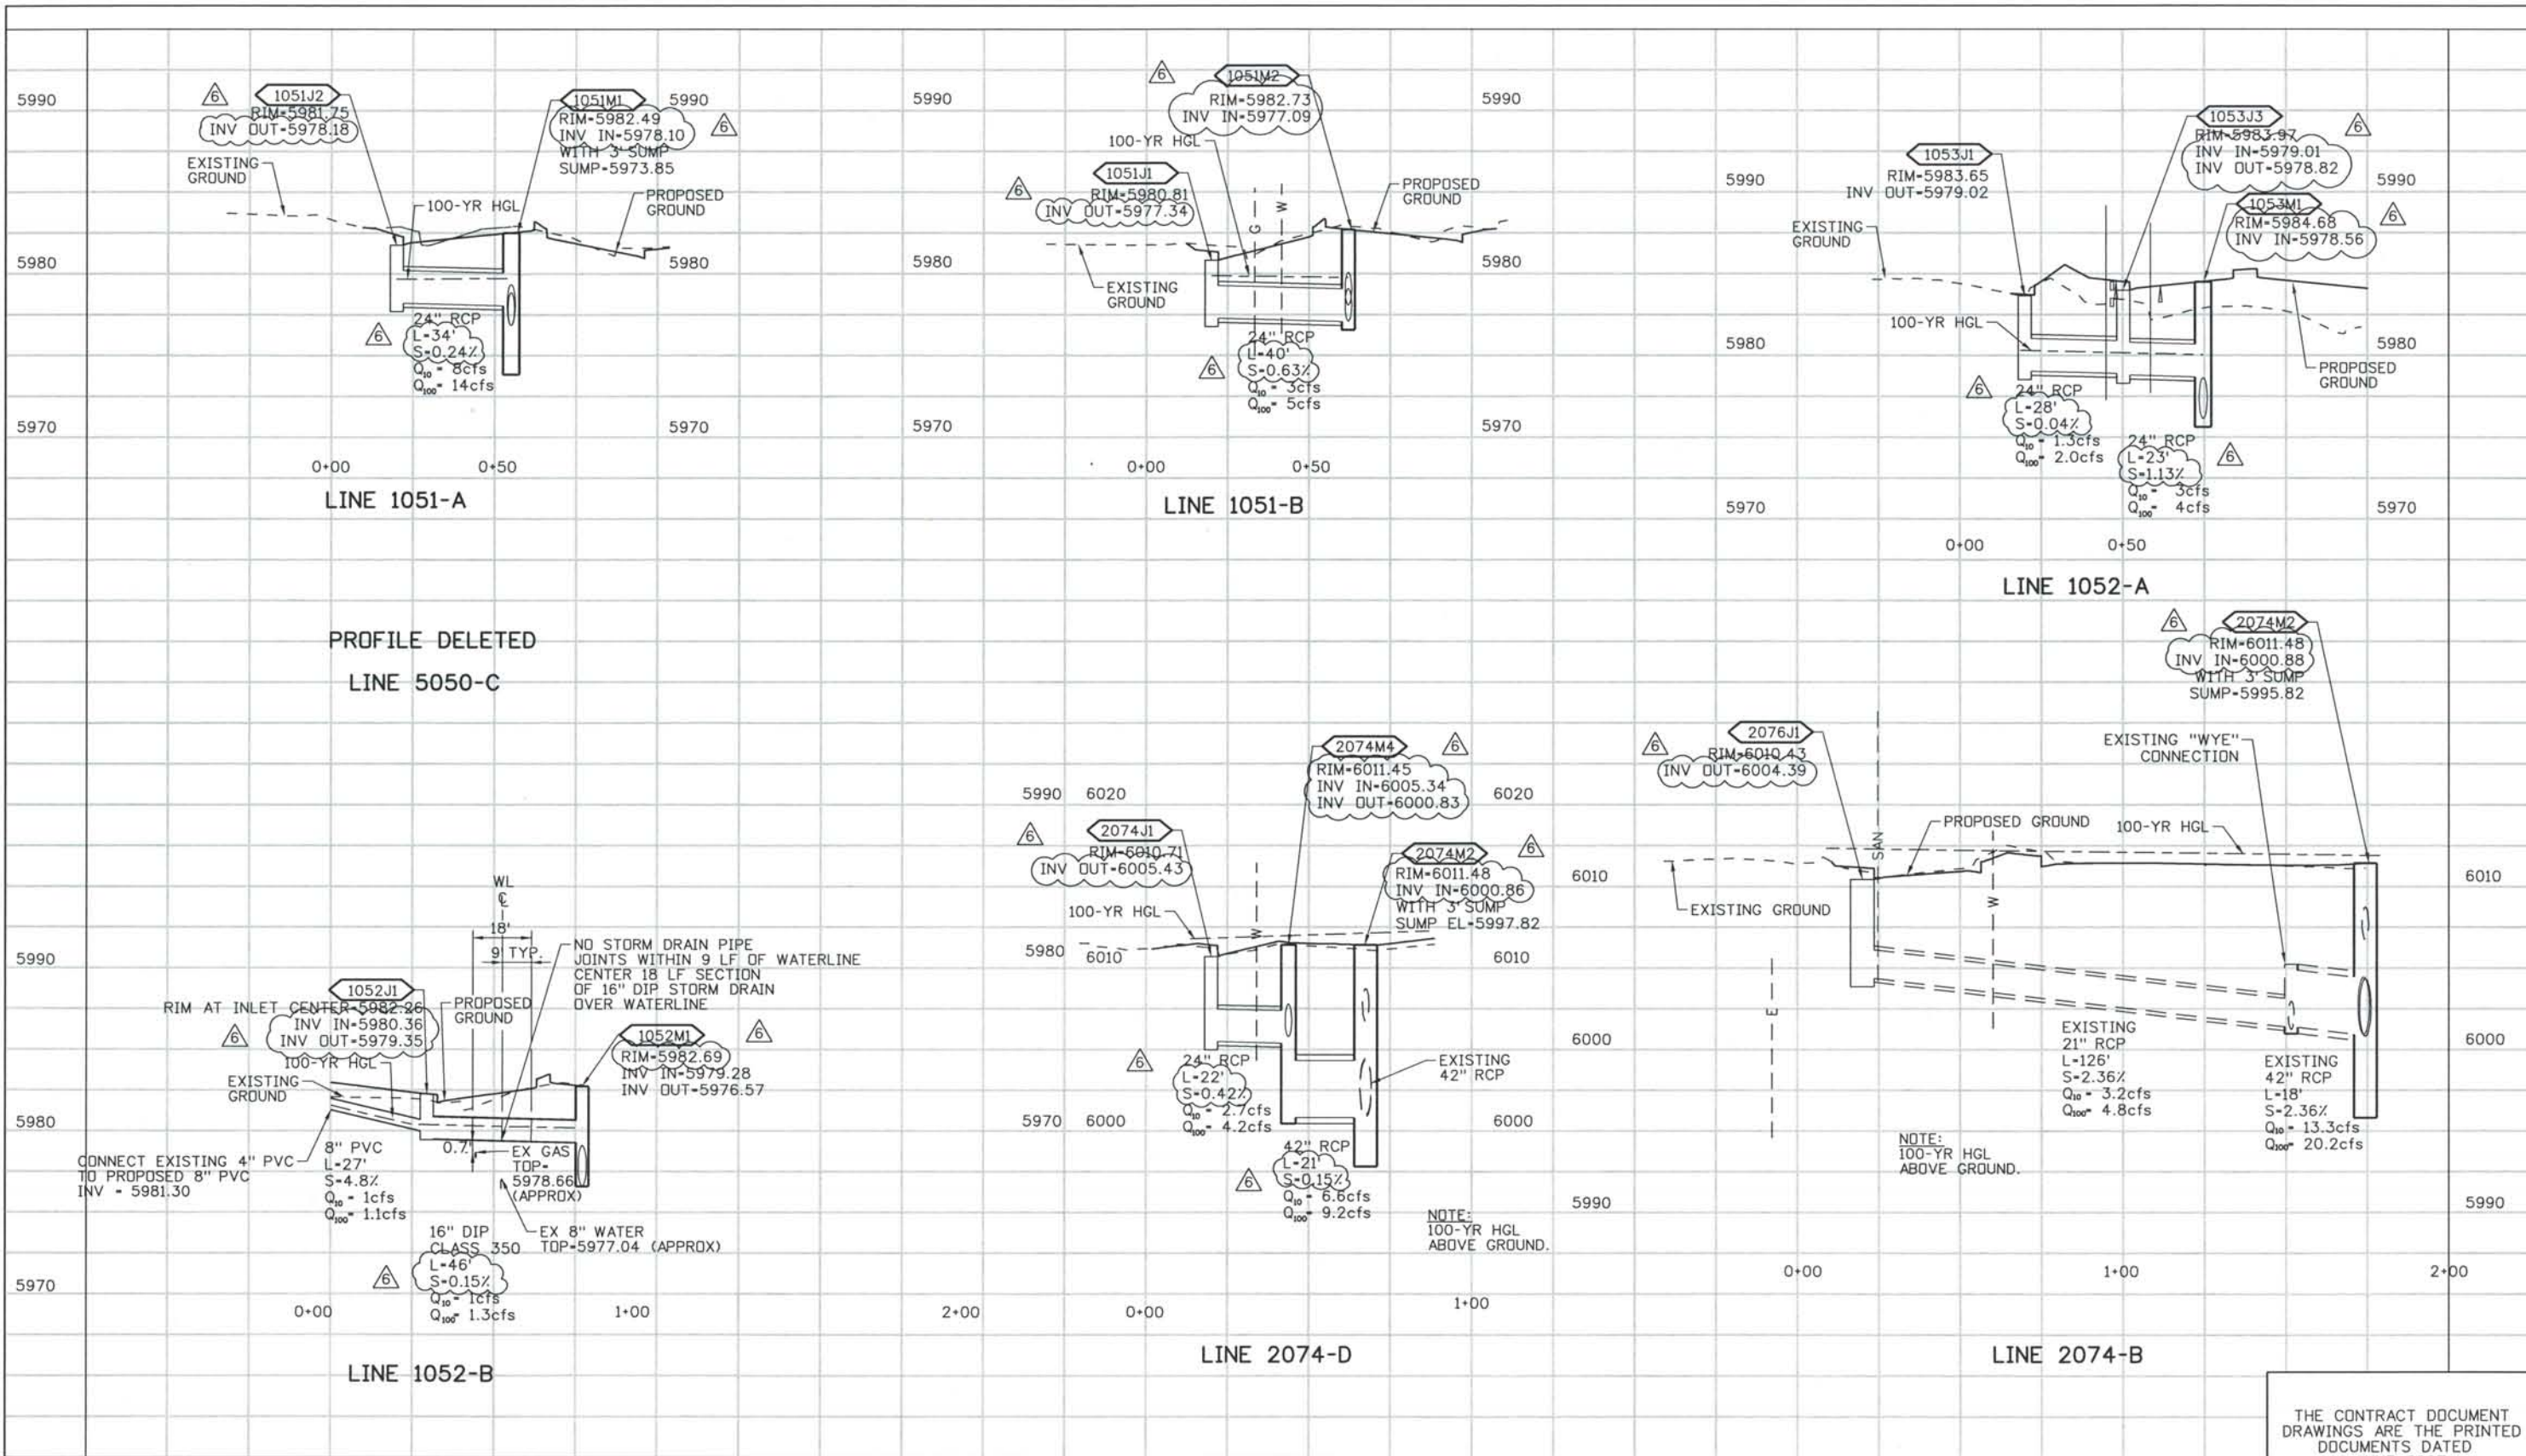 5990
6
1051J2
RIM=5981.75
INV OUT=5978.18
EXISTING
GROUND
100-YR HGL
1051M1
RIM=5982.49
INV IN=5978.10
WITH 3' SUMP
SUMP=5973.85
6
5990
PROPOSED
GROUND
5980
5980
6
24" RCP
L=34'
S=0.24%
Q10 = 8cfs
Q100= 14cfs
5970
5970
0+00
0+50
LINE 1051-A
5990
6
1051M2
RIM=5982.73
INV IN=5977.09
100-YR HGL
5990
6
1051J1
RIM=5980.81
INV OUT=5977.34
G
W
PROPOSED
GROUND
5980
5980
EXISTING
GROUND
6
24" RCP
L=40'
S=0.63%
Q10 = 3cfs
Q100= 5cfs
5970
5970
0+00
0+50
LINE 1051-B
1053J3
RIM=5983.97
INV IN=5979.01
INV OUT=5978.82
6
1053J1
RIM=5983.65
INV OUT=5979.02
5990
5990
1053M1
RIM=5984.68
INV IN=5978.56
6
EXISTING
GROUND
100-YR HGL
5980
5980
PROPOSED
GROUND
6
24" RCP
L=28'
S=0.04%
Q10 = 1.3cfs
Q100= 2.0cfs
24" RCP
L=23'
S=1.13%
Q10 = 3cfs
Q100= 4cfs
6
5970
5970
0+00
0+50
LINE 1052-A
PROFILE DELETED
LINE 5050-C
WL
℄
18'
9' TYP.
NO STORM DRAIN PIPE
JOINTS WITHIN 9 LF OF WATERLINE
CENTER 18 LF SECTION
OF 16" DIP STORM DRAIN
OVER WATERLINE
5990
1052J1
RIM AT INLET CENTER=5982.26
INV IN=5980.36
INV OUT=5979.35
6
PROPOSED
GROUND
100-YR HGL
EXISTING
GROUND
1052M1
RIM=5982.69
INV IN=5979.28
INV OUT=5976.57
6
5980
CONNECT EXISTING 4" PVC
TO PROPOSED 8" PVC
INV = 5981.30
8" PVC
L=27'
S=4.8%
Q10 = 1cfs
Q100= 1.1cfs
0.7'
EX GAS
TOP=
5978.66
(APPROX)
EX 8" WATER
TOP=5977.04 (APPROX)
16" DIP
CLASS 350
L=46'
S=0.15%
Q10 = 1cfs
Q100= 1.3cfs
6
5970
0+00
1+00
2+00
LINE 1052-B
2074M4
RIM=6011.45
INV IN=6005.34
INV OUT=6000.83
6
5990 6020
6020
6
2074J1
RIM=6010.71
INV OUT=6005.43
2074M2
RIM=6011.48
INV IN=6000.86
WITH 3' SUMP
SUMP EL=5997.82
6
100-YR HGL
W
5980 6010
6010
6
24" RCP
L=22'
S=0.42%
Q10 = 2.7cfs
Q100= 4.2cfs
EXISTING
42" RCP
5970 6000
6000
6
42" RCP
L=21'
S=0.15%
Q10 = 6.6cfs
Q100= 9.2cfs
NOTE:
100-YR HGL
ABOVE GROUND.
0+00
1+00
LINE 2074-D
6
2074M2
RIM=6011.48
INV IN=6000.88
WITH 3' SUMP
SUMP=5995.82
6
2076J1
RIM=6010.43
INV OUT=6004.39
EXISTING "WYE"
CONNECTION
SAN
PROPOSED GROUND
100-YR HGL
6010
6010
EXISTING GROUND
W
E
6000
6000
EXISTING
21" RCP
L=126'
S=2.36%
Q10 = 3.2cfs
Q100= 4.8cfs
EXISTING
42" RCP
L=18'
S=2.36%
Q10 = 13.3cfs
Q100= 20.2cfs
NOTE:
100-YR HGL
ABOVE GROUND.
5990
5990
0+00
1+00
2+00
LINE 2074-B
THE CONTRACT DOCUMENT
DRAWINGS ARE THE PRINTED
DOCUMENTS DATED